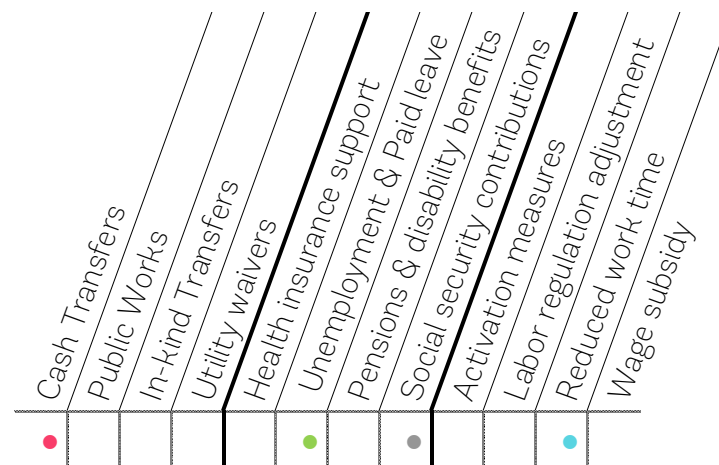 Cash Transfers
Public Works
In-kind Transfers
Utility waivers
Health insurance support
Unemployment & Paid leave
Pensions & disability benefits
Social security contributions
Activation measures
Labor regulation adjustment
Reduced work time
Wage subsidy